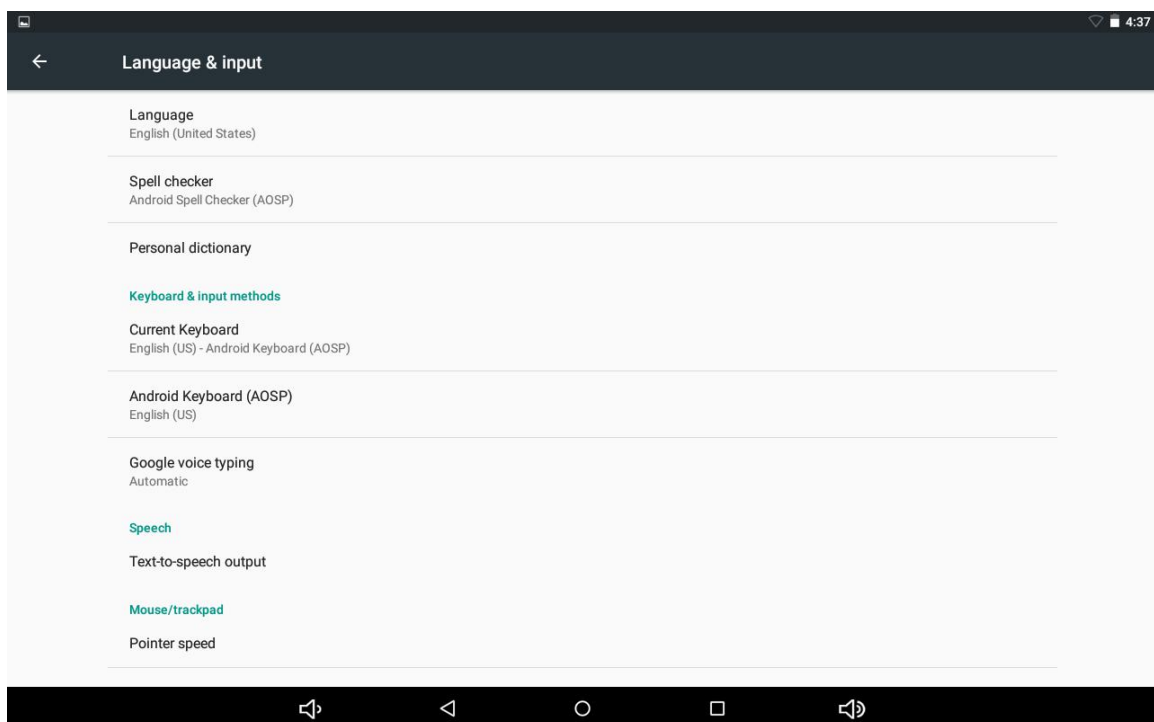 4:37
Language & input
Language
English (United States)
Spell checker
Android Spell Checker (AOSP)
Personal dictionary
Keyboard & input methods
Current Keyboard
English (US) - Android Keyboard (AOSP)
Android Keyboard (AOSP)
English (US)
Google voice typing
Automatic
Speech
Text-to-speech output
Mouse/trackpad
Pointer speed